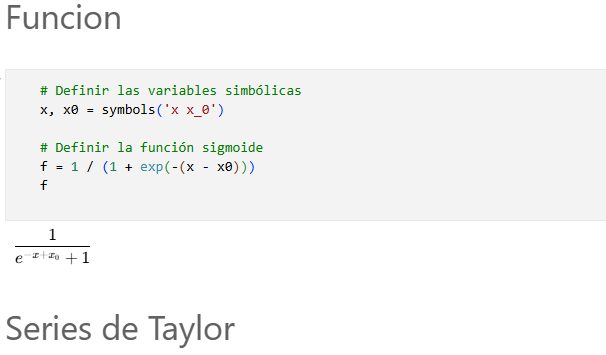 Funcion
# Definir las variables simbólicas
x, x0 = symbols('x x_0')
# Definir la función sigmoide
f = 1 / (1 + exp(-(x - x0)))
f
1
e^{-x+x_0} + 1
Series de Taylor